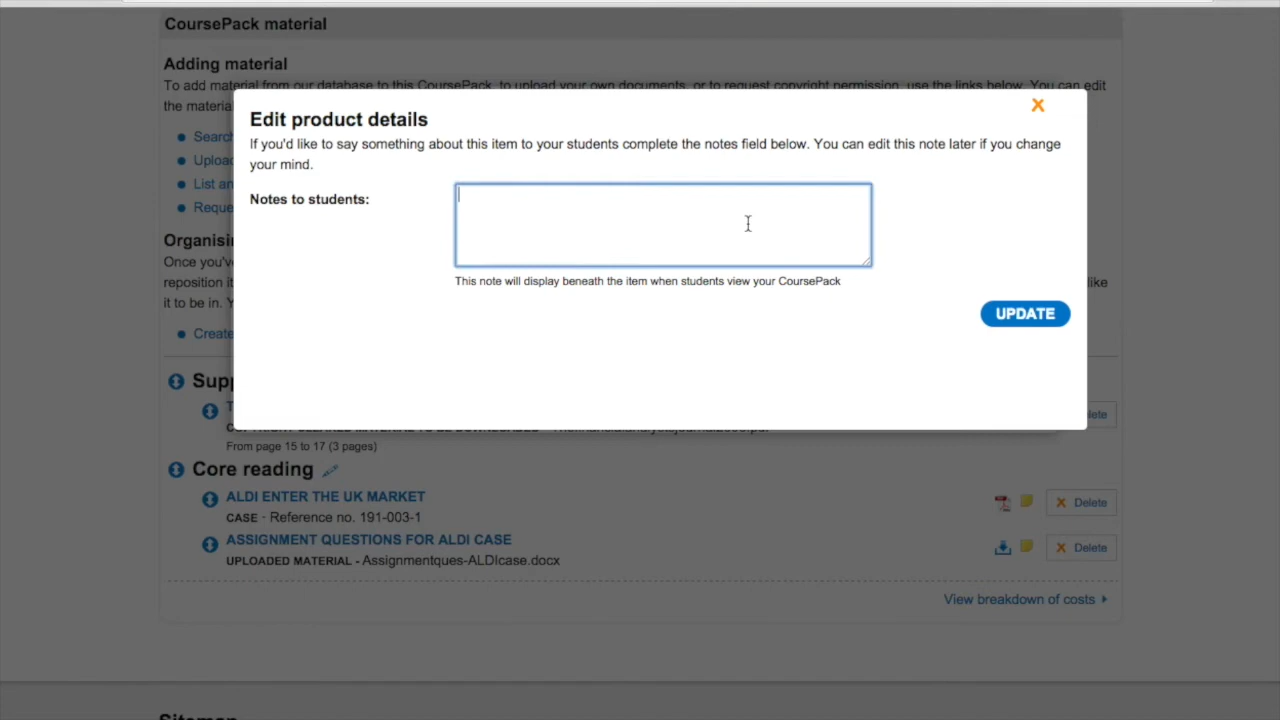 CoursePack material
Adding material
To add material from our database to this CoursePack, to upload your own documents, or to request copyright permission, use the links below. You can edit
the materia
Edit product details
X
If you'd like to say something about this item to your students complete the notes field below. You can edit this note later if you change
your mind.
Search
Uploa
List an
Reque
Notes to students:
This note will display beneath the item when students view your CoursePack
Organisi
Once you'v
reposition i
like
it to be in. Y
UPDATE
Create
Supp
T
lete
From page 15 to 17 (3 pages)
Core reading
ALDI ENTER THE UK MARKET
CASE - Reference no. 191-003-1
X Delete
ASSIGNMENT QUESTIONS FOR ALDI CASE
UPLOADED MATERIAL - Assignmentques-ALDIcase.docx
X Delete
View breakdown of costs
Sitemap